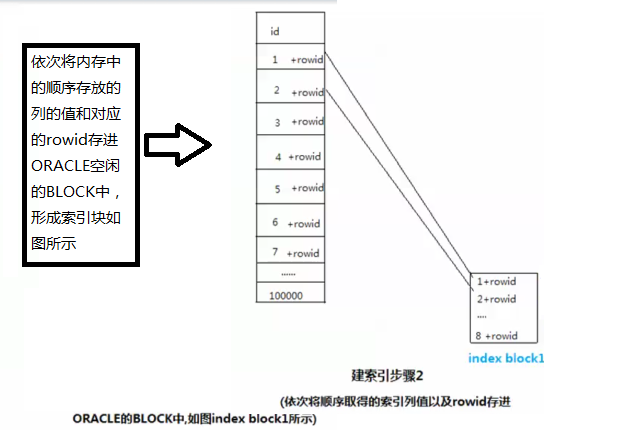 依次将内存中
的顺序存放的
列的值和对应
的rowid存进
ORACLE空闲
的BLOCK中，
形成索引块如
图所示
id
1 +rowid
2 +rowid
3 +rowid
4 +rowid
5 +rowid
6 +rowid
7 +rowid
......
100000
1+rowid
2+rowid
....
8 +rowid
index block1
建索引步骤2
(依次将顺序取得的索引列值以及rowid存进
ORACLE的BLOCK中,如图index block1所示)